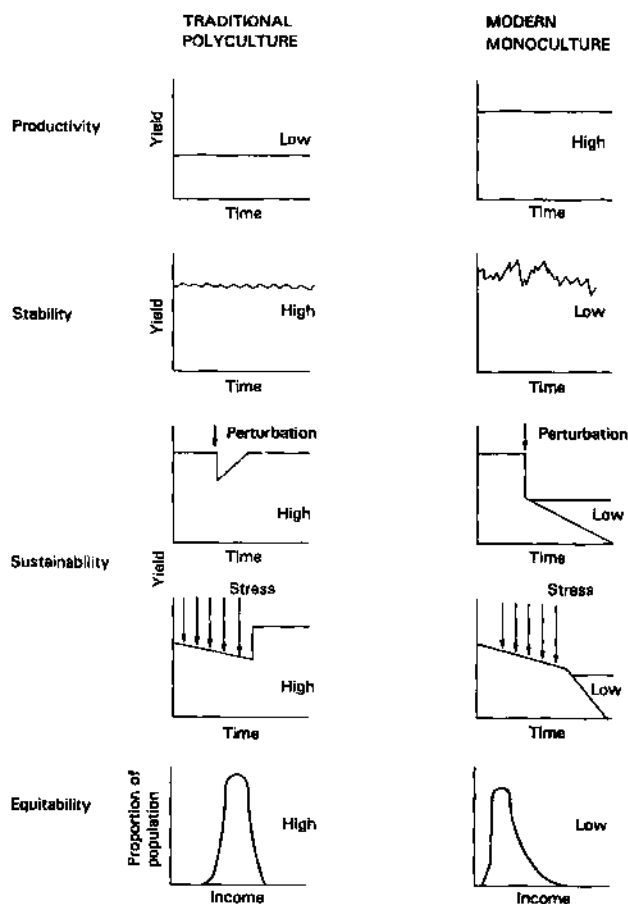 TRADITIONAL
POLYCULTURE
MODERN
MONOCULTURE
Productivity
Yield
Low
Time
High
Time
Stability
Yield
High
Time
Low
Time
Sustainability
Yield
Perturbation
High
Time
Perturbation
Low
Time
Stress
High
Time
Stress
Low
Time
Equitability
Proportion of
population
High
Income
Low
Income